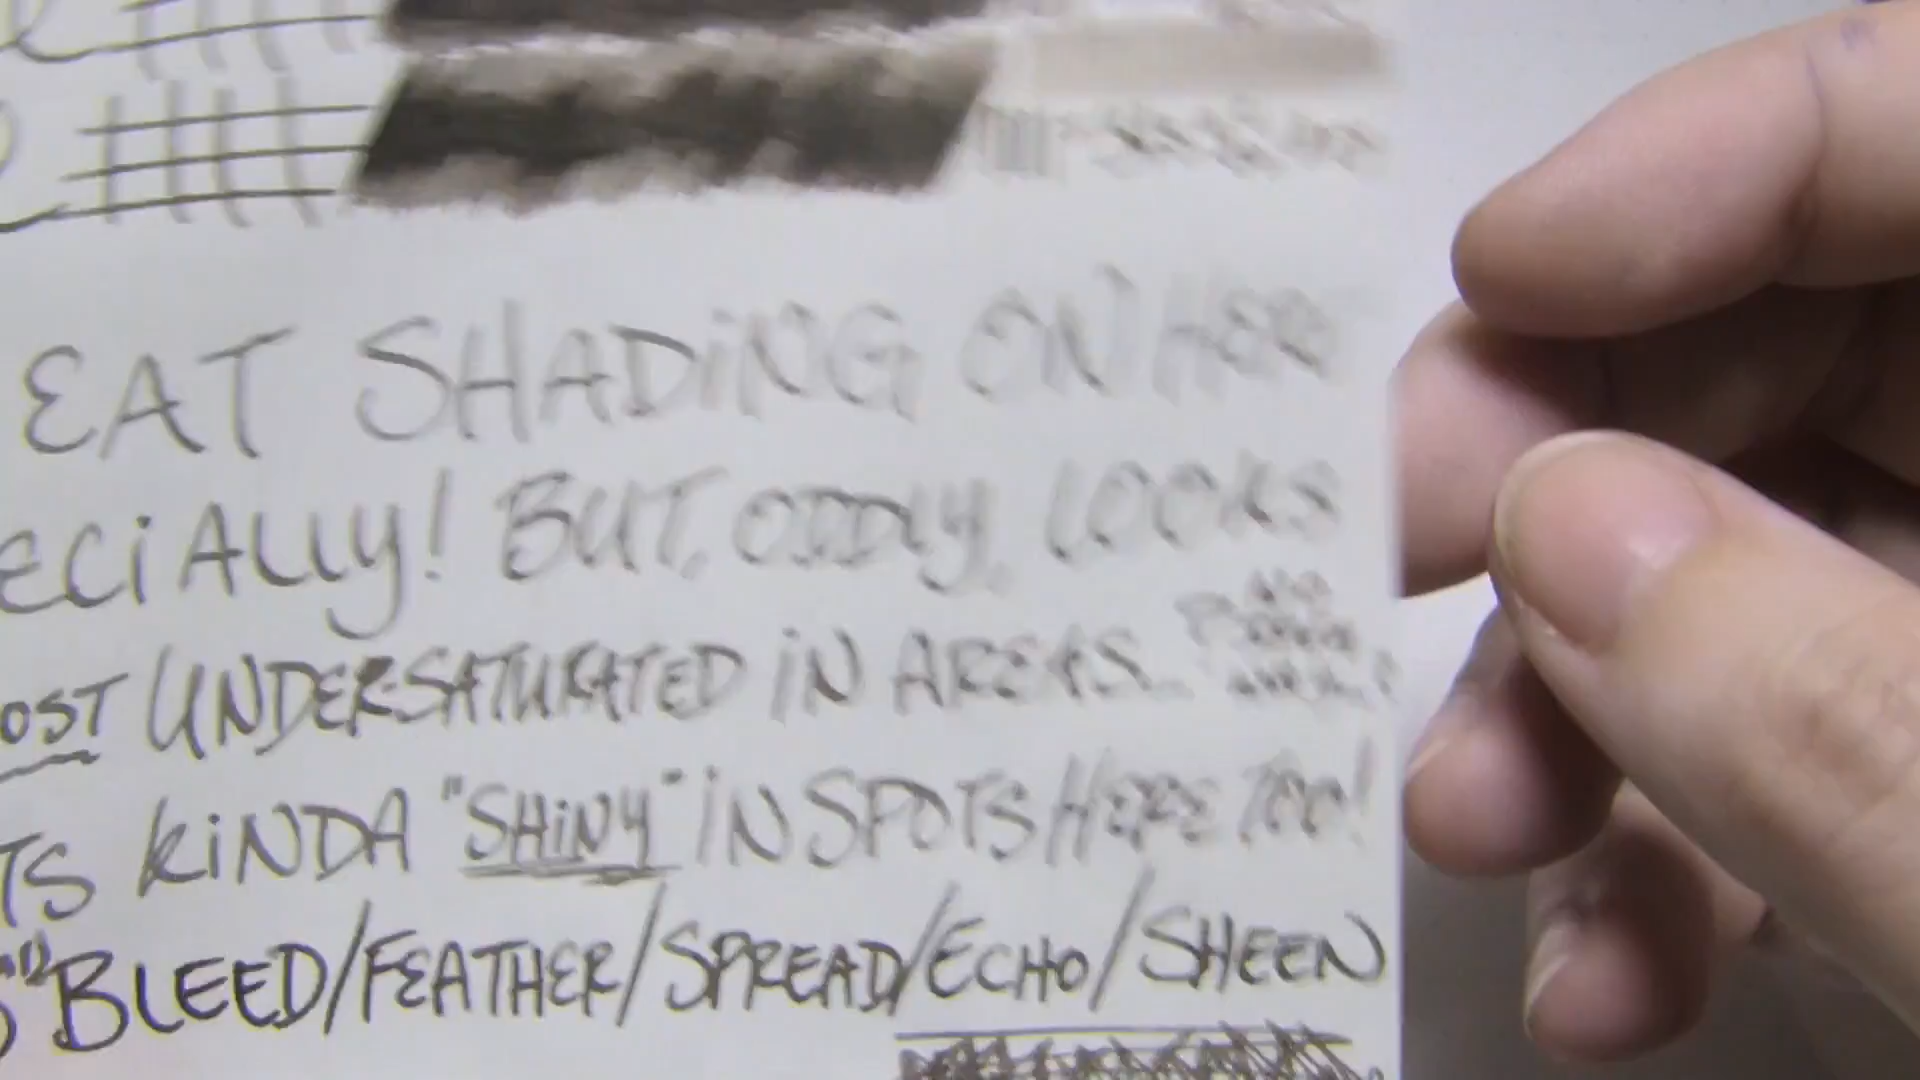 EAT SHADING ON HERE
ECIALLY! BUT, ODDLY, LOOKS
OST UNDERSATURATED IN AREAS...
TS KINDA "SHINY" IN SPOTS HERE TOO!
BLEED/FEATHER/SPREAD/ECHO/SHEEN